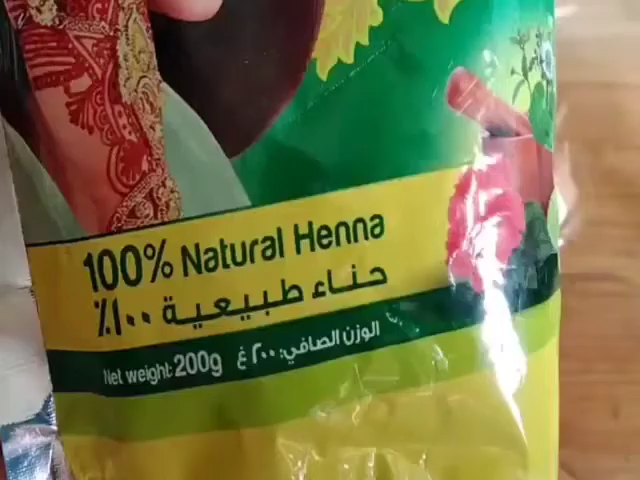 100% Natural Henna
حناء طبيعية ١٠٠٪
Net weight: 200g الوزن الصافي: ٢٠٠ غ